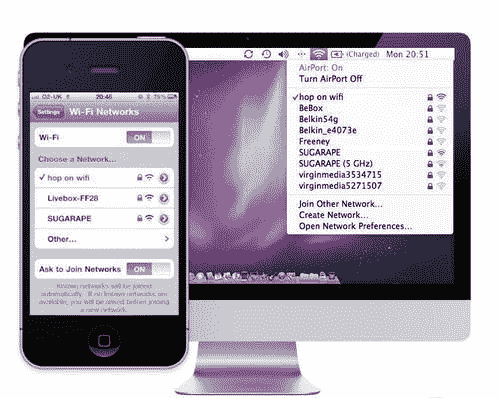 O2-UK
20:46
75%
Settings
Wi-Fi Networks
Wi-Fi
ON
Choose a Network...
✓ hop on wifi
Livebox-FF28
SUGARAPE
Other...
Ask to Join Networks
ON
Known networks will be joined
automatically. If no known networks are
available, you will be asked before joining
a new network.
(Charged) Mon 20:51
AirPort: On
Turn AirPort Off
✓hop on wifi
BeBox
Belkin54g
Belkin_e4073e
Freeney
SUGARAPE
SUGARAPE (5 GHz)
virginmedia3534715
virginmedia5271507
Join Other Network...
Create Network...
Open Network Preferences...